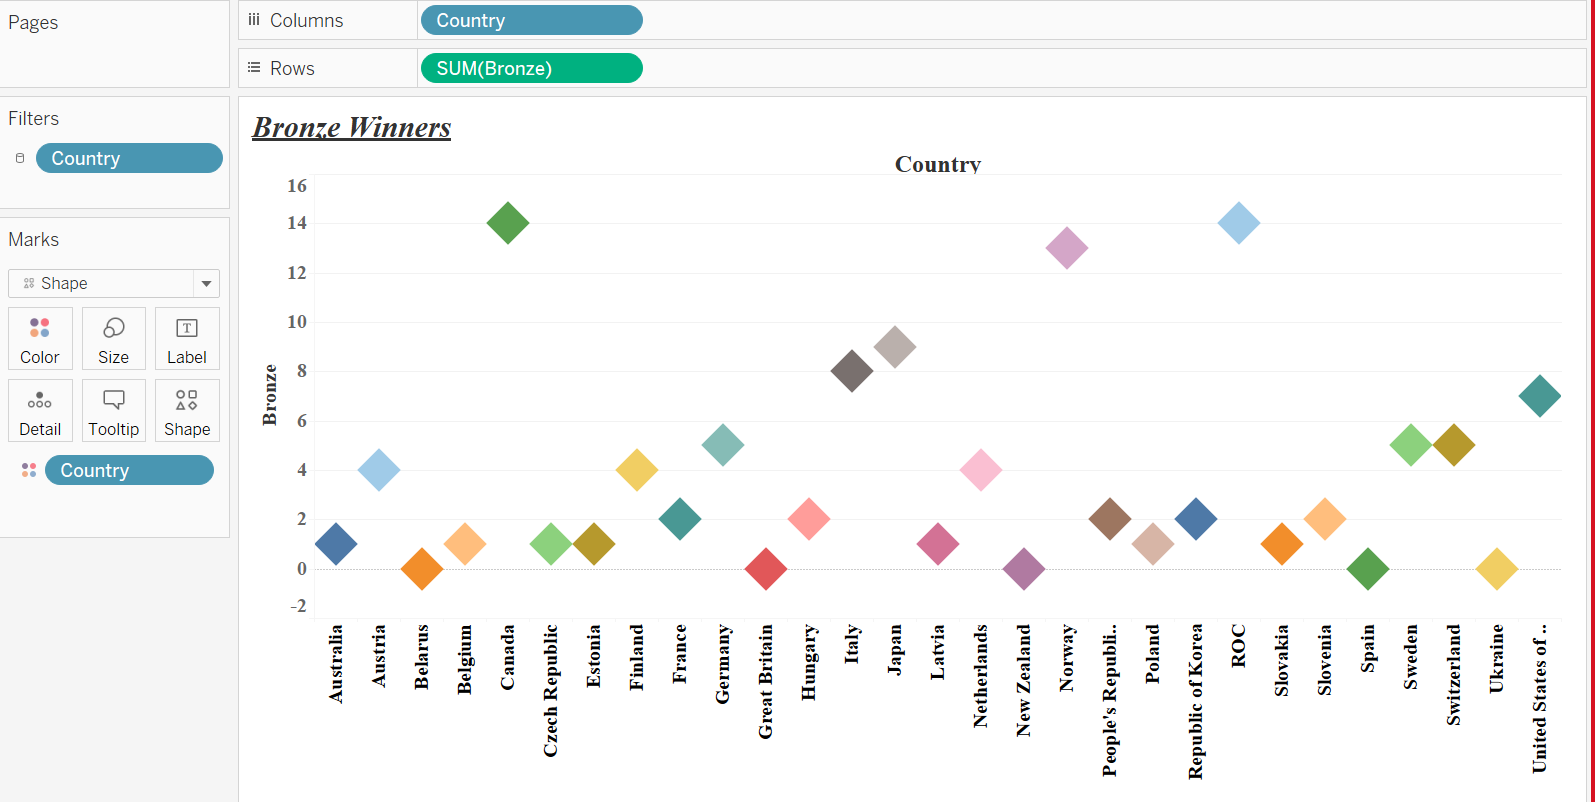 Pages
Columns
Country
Rows
SUM(Bronze)
Filters
Country
Marks
Shape
Color
Size
Label
Detail
Tooltip
Shape
Country
Bronze Winners
Country
Bronze
16
14
12
10
8
6
4
2
0
-2
Australia
Austria
Belarus
Belgium
Canada
Czech Republic
Estonia
Finland
France
Germany
Great Britain
Hungary
Italy
Japan
Latvia
Netherlands
New Zealand
Norway
People's Republi..
Poland
Republic of Korea
ROC
Slovakia
Slovenia
Spain
Sweden
Switzerland
Ukraine
United States of ..